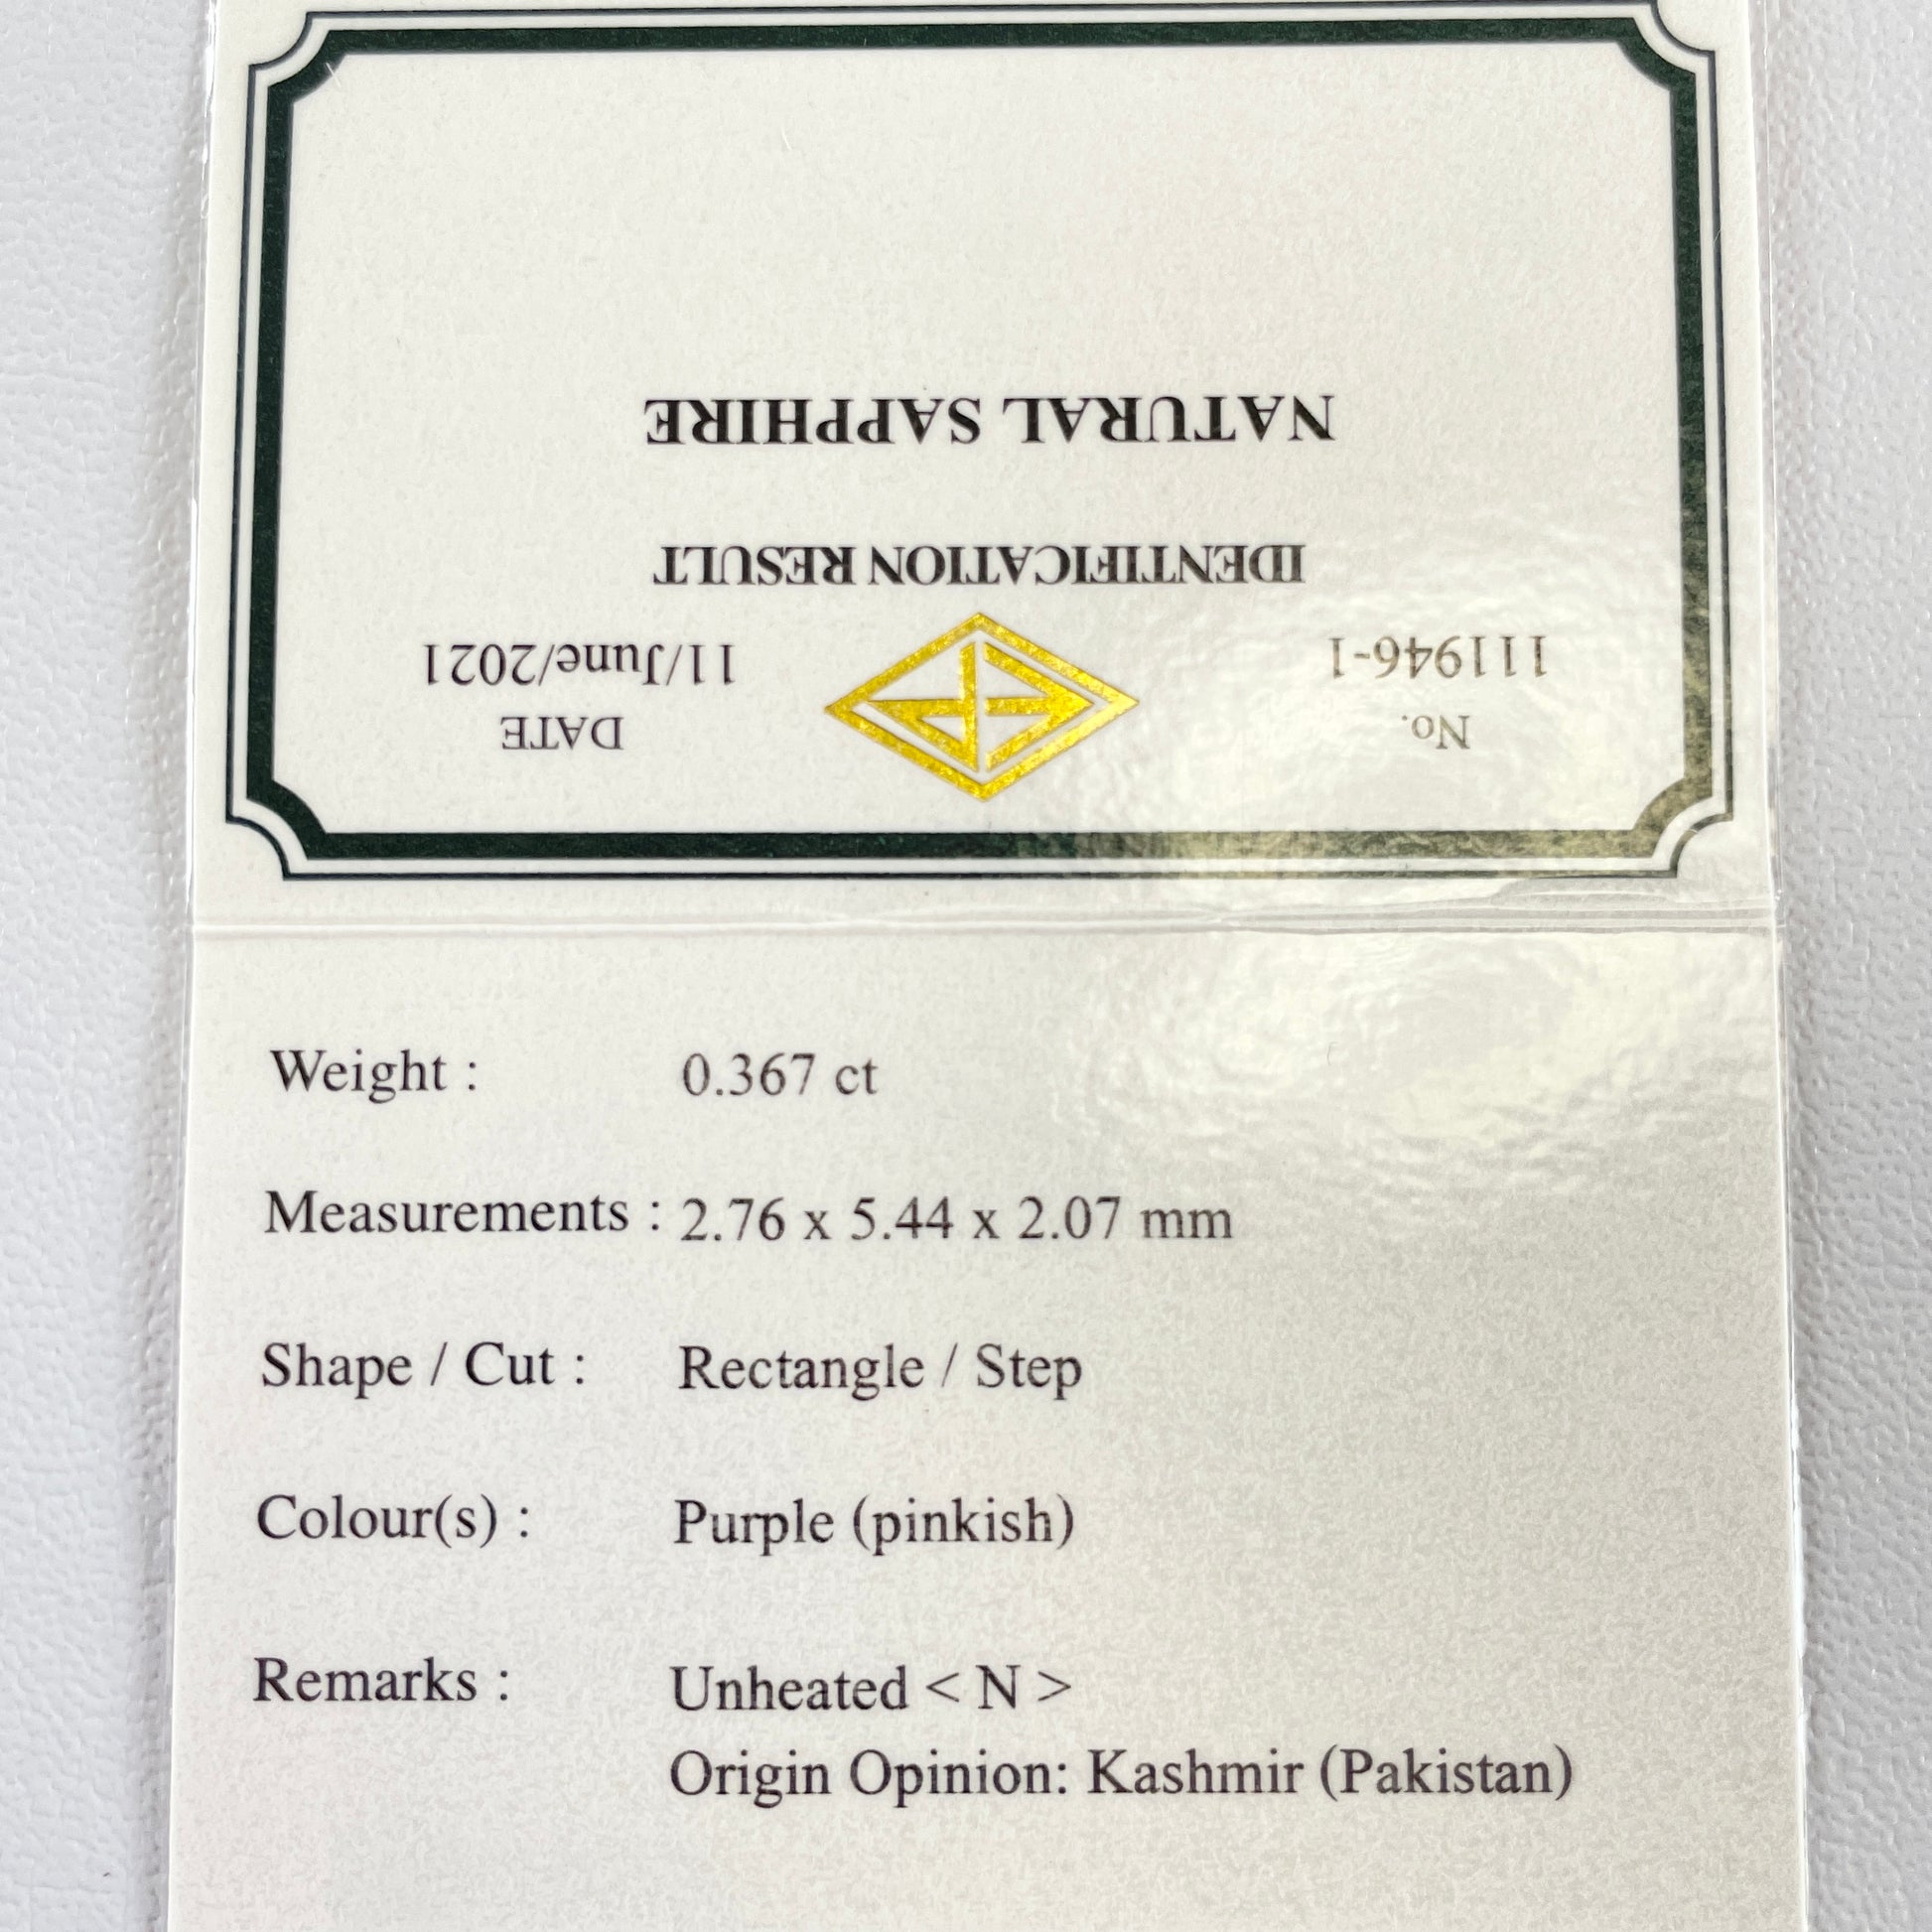 No.
111946-1
DATE
11/June/2021
IDENTIFICATION RESULT
NATURAL SAPPHIRE
Weight : 0.367 ct
Measurements : 2.76 x 5.44 x 2.07 mm
Shape / Cut : Rectangle / Step
Colour(s) : Purple (pinkish)
Remarks : Unheated < N >
Origin Opinion: Kashmir (Pakistan)